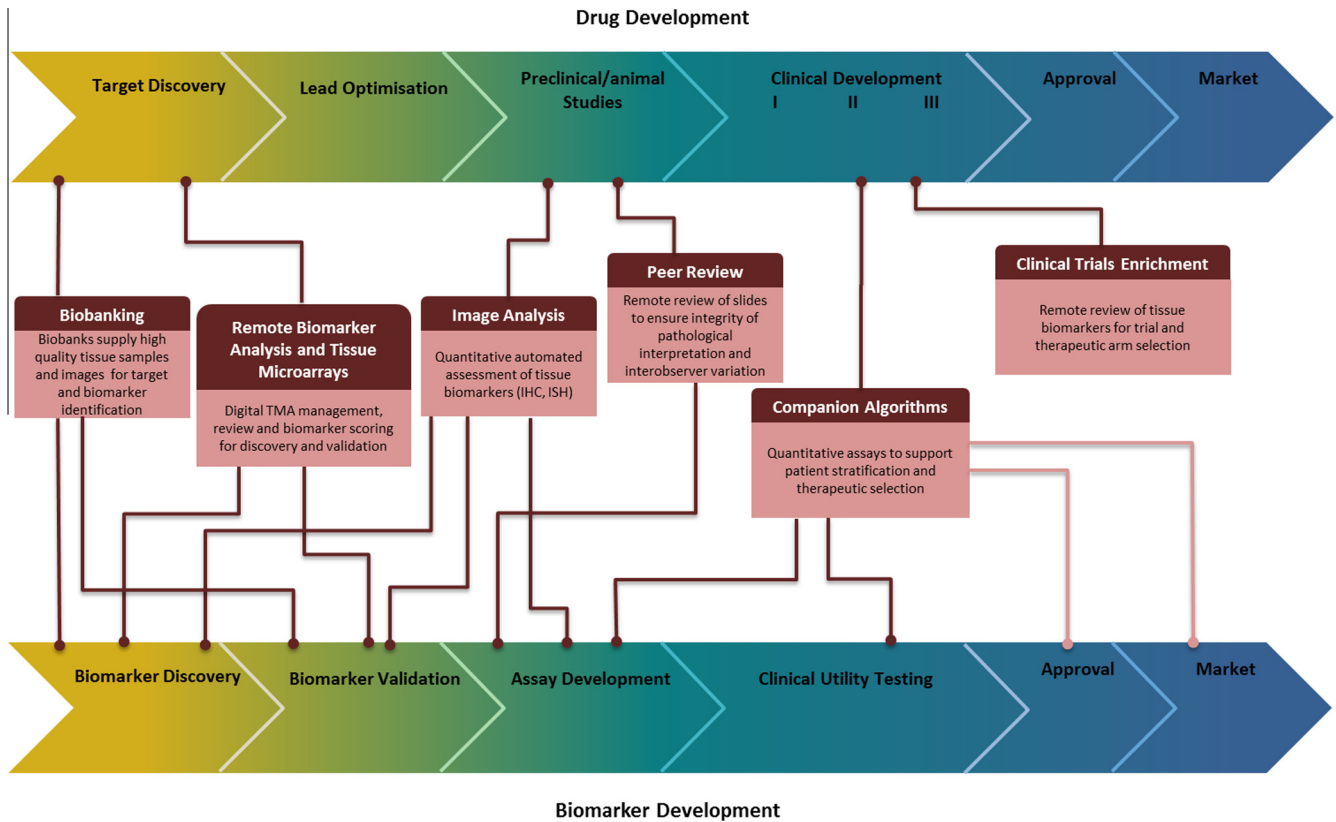 Drug Development
Target Discovery
Lead Optimisation
Preclinical/animal
Studies
Clinical Development
I II III
Approval
Market
Biobanking
Biobanks supply high
quality tissue samples
and images for target
and biomarker
identification
Remote Biomarker
Analysis and Tissue
Microarrays
Digital TMA management,
review and biomarker scoring
for discovery and validation
Image Analysis
Quantitative automated
assessment of tissue
biomarkers (IHC, ISH)
Peer Review
Remote review of slides
to ensure integrity of
pathological
interpretation and
interobserver variation
Companion Algorithms
Quantitative assays to support
patient stratification and
therapeutic selection
Clinical Trials Enrichment
Remote review of tissue
biomarkers for trial and
therapeutic arm selection
Biomarker Discovery
Biomarker Validation
Assay Development
Clinical Utility Testing
Approval
Market
Biomarker Development